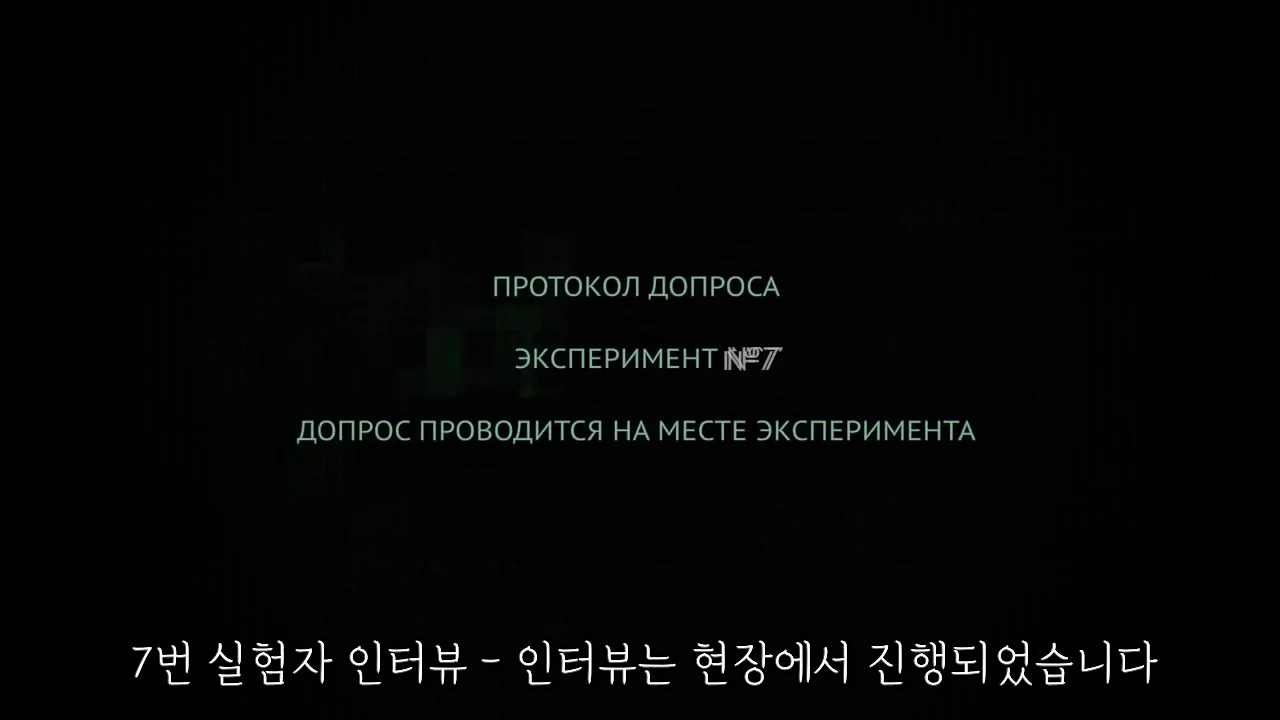 ПРОТОКОЛ ДОПРОСА
ЭКСПЕРИМЕНТ №7
ДОПРОС ПРОВОДИТСЯ НА МЕСТЕ ЭКСПЕРИМЕНТА
7번 실험자 인터뷰 - 인터뷰는 현장에서 진행되었습니다